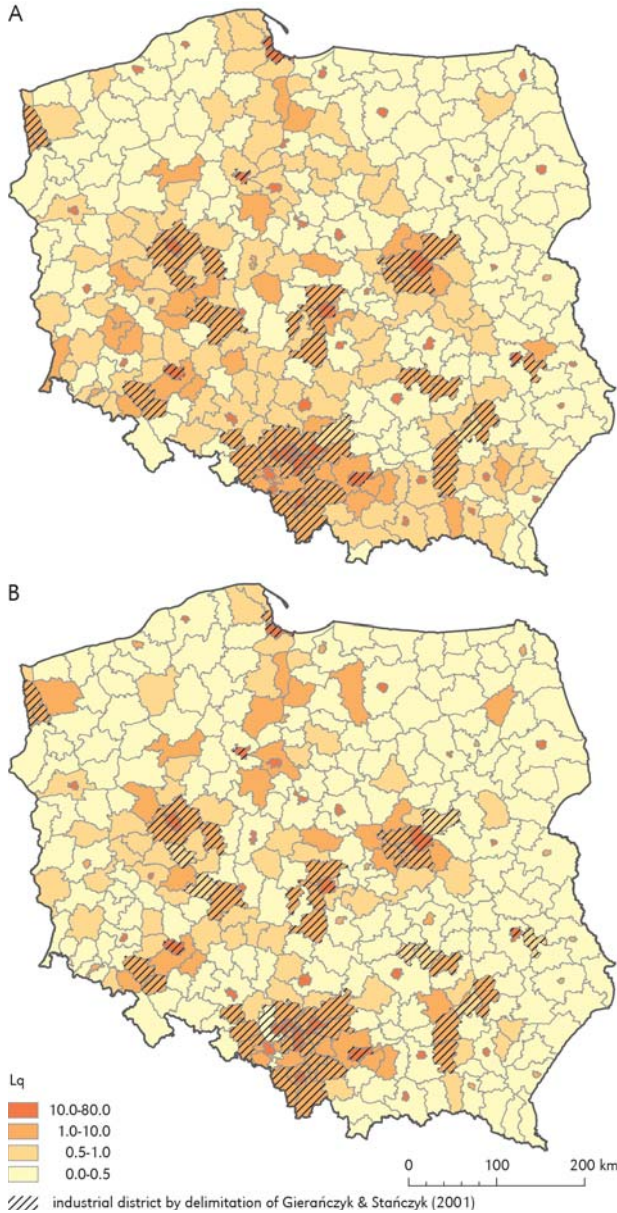 A
B
Lq
10.0-80.0
1.0-10.0
0.5-1.0
0.0-0.5
0 100 200 km
industrial district by delimitation of Gierańczyk & Stańczyk (2001)